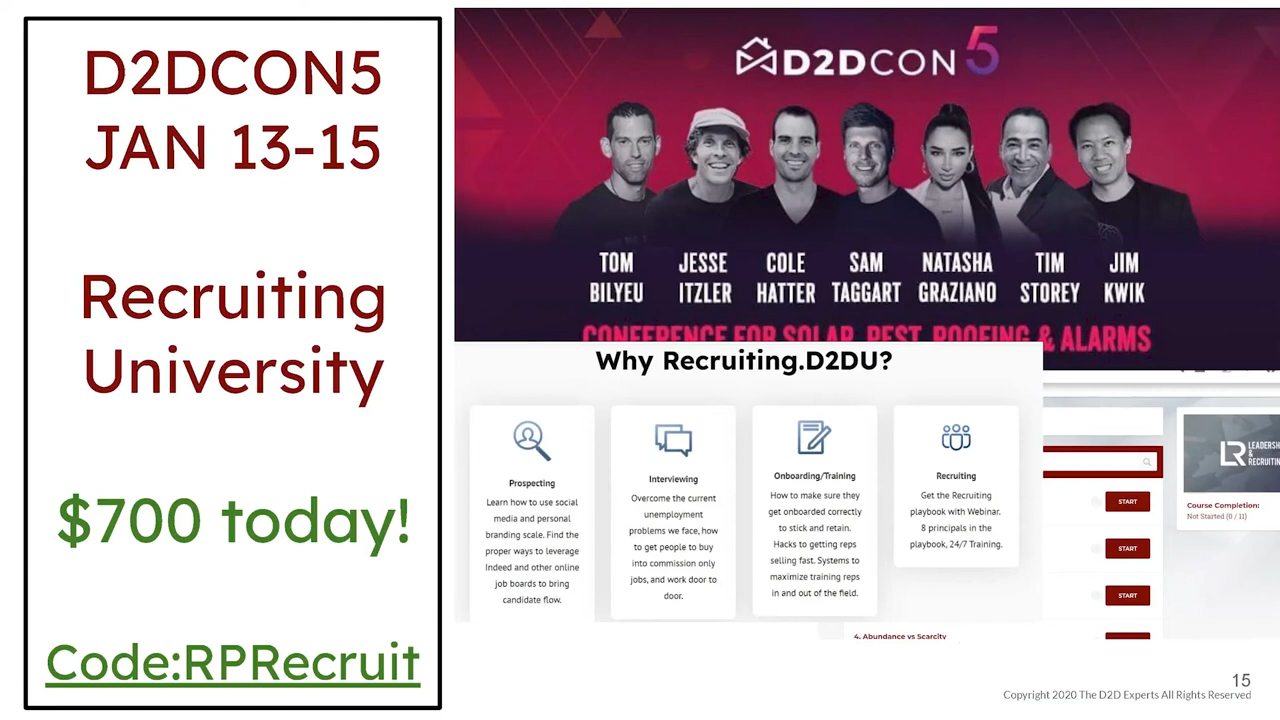 D2DCON5
JAN 13-15
Recruiting
University
$700 today!
Code:RPRecruit
D2DCON 5
TOM
BILYEU
JESSE
ITZLER
COLE
HATTER
SAM
TAGGART
NATASHA
GRAZIANO
TIM
STOREY
JIM
KWIK
CONFERENCE FOR SOLAR, PEST, ROOFING & ALARMS
Why Recruiting.D2DU?
Prospecting
Learn how to use social
media and personal
branding scale. Find the
proper ways to leverage
Indeed and other online
job boards to bring
candidate flow.
Interviewing
Overcome the current
unemployment
problems we face, how
to get people to buy
into commission only
jobs, and work door to
door.
Onboarding/Training
How to make sure they
get onboarded correctly
to stick and retain.
Hacks to getting reps
selling fast. Systems to
maximize training reps
in and out of the field.
Recruiting
Get the Recruiting
playbook with Webinar.
8 principals in the
playbook, 24/7 Training.
START
START
START
4. Abundance vs Scarcity
LR
&
Course Completion:
Not Started (0 / 11)
15
Copyright 2020 The D2D Experts All Rights Reserved